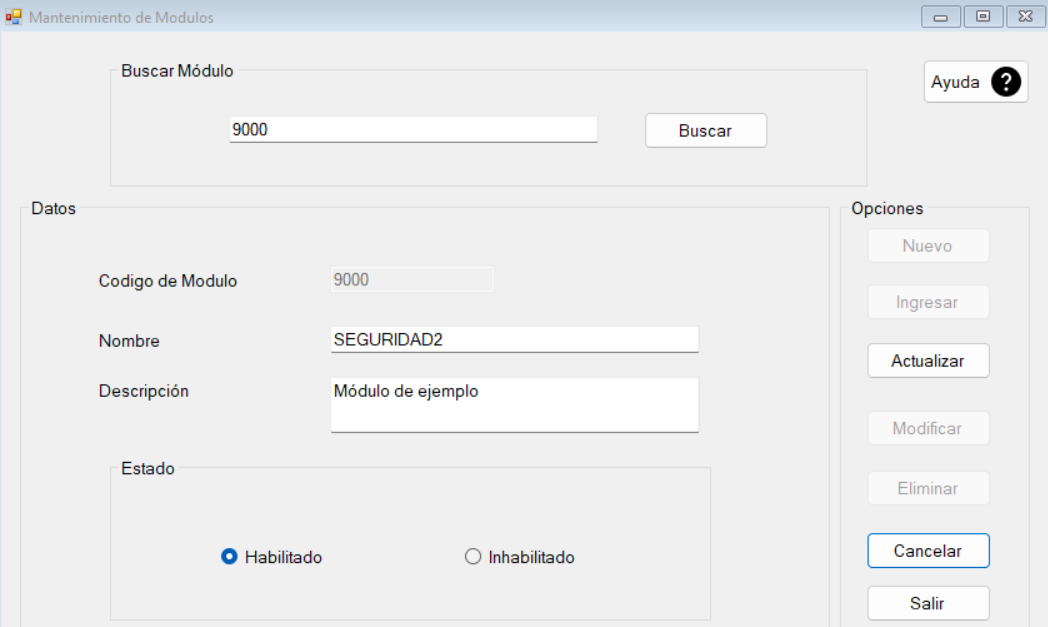 Mantenimiento de Modulos
Buscar Módulo
Ayuda ?
9000
Buscar
Datos
Codigo de Modulo
9000
Nombre
SEGURIDAD2
Descripción
Módulo de ejemplo
Estado
Habilitado
Inhabilitado
Opciones
Nuevo
Ingresar
Actualizar
Modificar
Eliminar
Cancelar
Salir